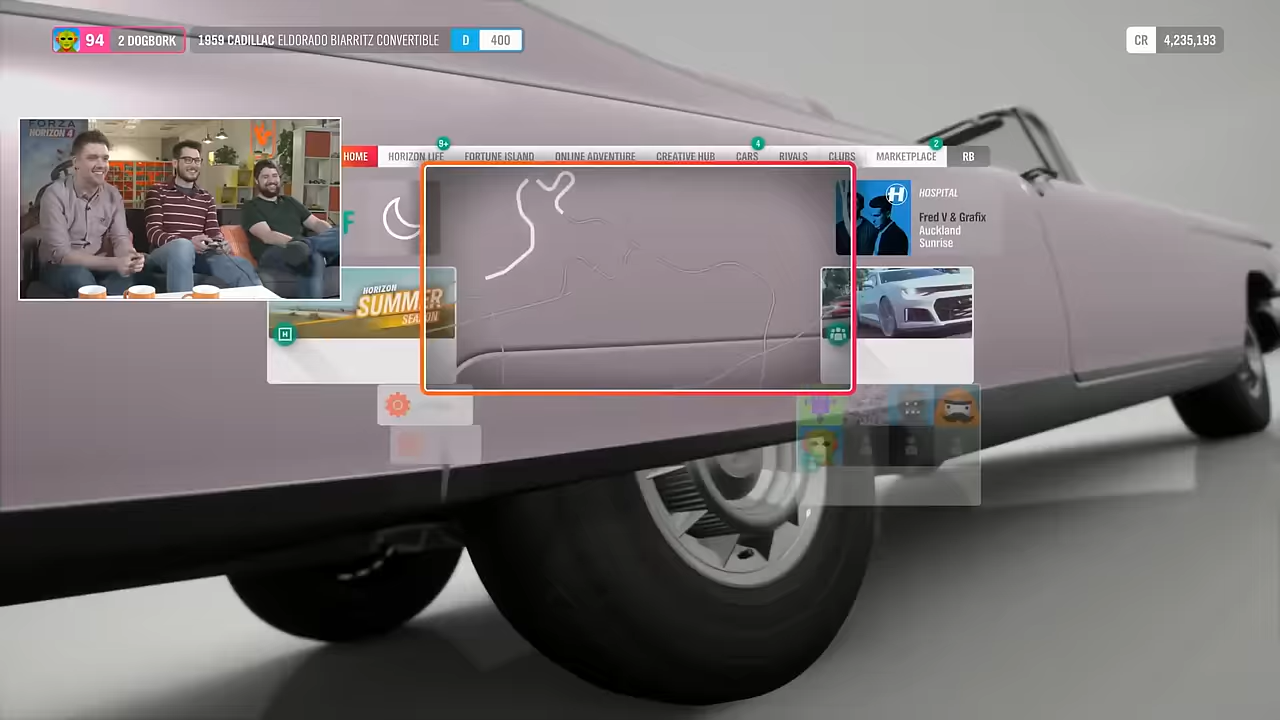 94 2 DOGBORK 1959 CADILLAC ELDORADO BIARRITZ CONVERTIBLE D 400
CR 4,235,193
FORZA
HORIZON 4
HOME HORIZON LIFE 9+ FORTUNE ISLAND ONLINE ADVENTURE CREATIVE HUB CARS 4 RIVALS CLUBS MARKETPLACE 2 RB
F
H HOSPITAL
Fred V & Grafix
Auckland
Sunrise
HORIZON
SUMMER
SEASON
H